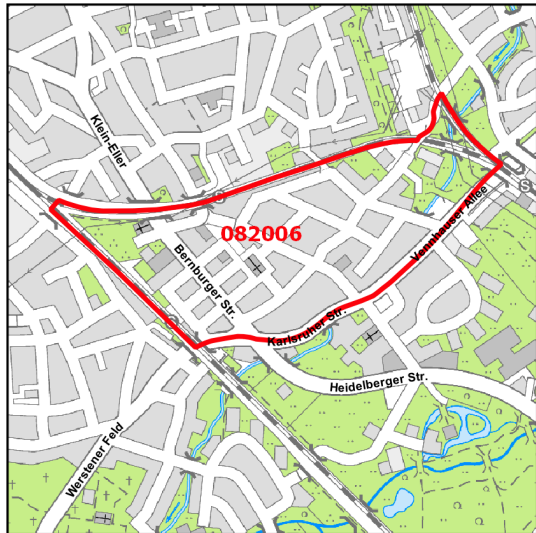 Klein-Eller
S
082006
Vennhauser Allee
S
Bernburger Str.
Karlsruher Str.
Heidelberger Str.
Werstener Feld